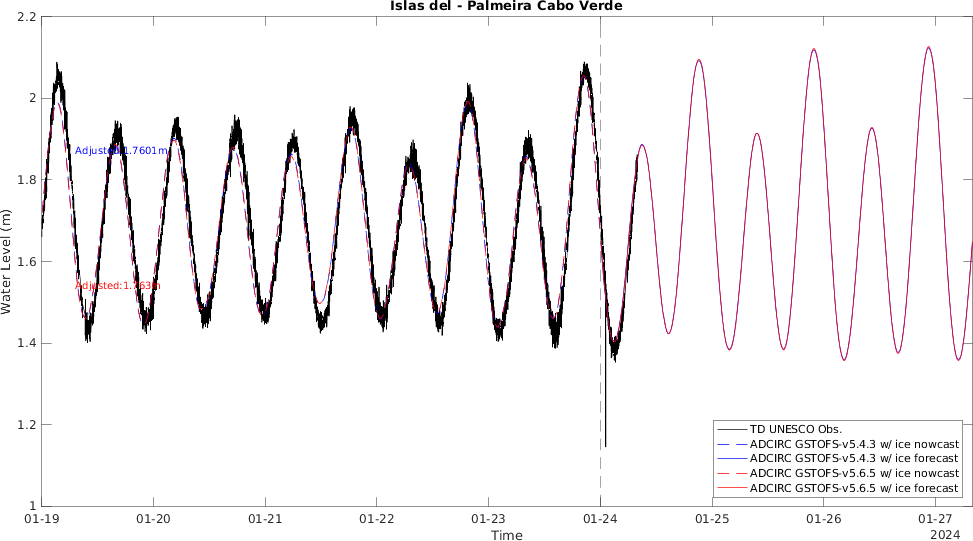 Islas del - Palmeira Cabo Verde
2.2
2
1.8
1.6
1.4
1.2
1
Water Level (m)
Adjusted:1.7601m
TD UNESCO Obs.
ADCIRC GSTOFS-v5.4.3 w/ ice nowcast
ADCIRC GSTOFS-v5.4.3 w/ ice forecast
ADCIRC GSTOFS-v5.6.5 w/ ice nowcast
ADCIRC GSTOFS-v5.6.5 w/ ice forecast
01-19 01-20 01-21 01-22 01-23 01-24 01-25 01-26 01-27
Time
2024